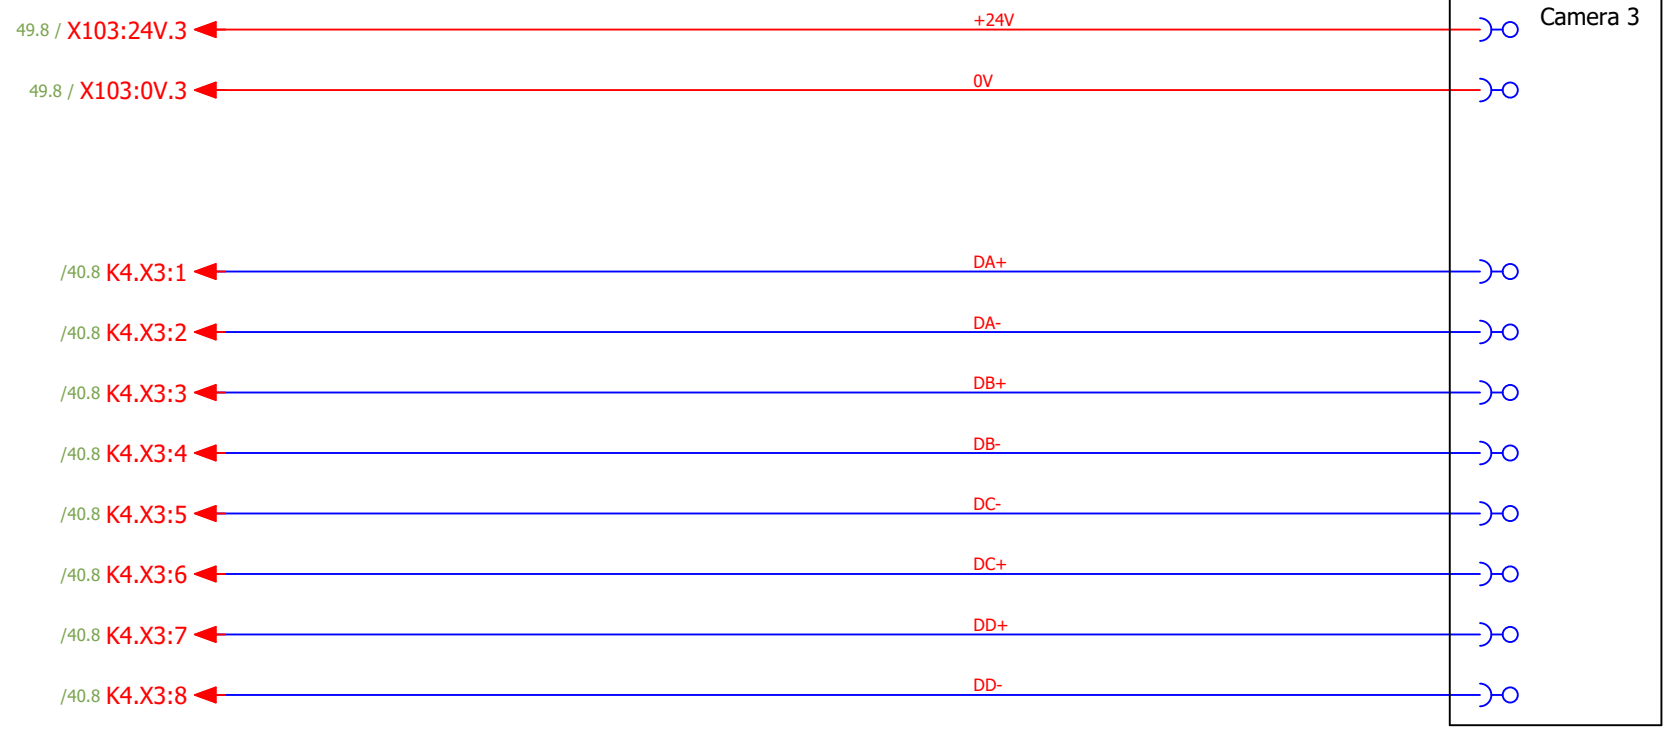 Camera 3
49.8 / X103:24V.3 +24V
49.8 / X103:0V.3 0V
/40.8 K4.X3:1 DA+
/40.8 K4.X3:2 DA-
/40.8 K4.X3:3 DB+
/40.8 K4.X3:4 DB-
/40.8 K4.X3:5 DC-
/40.8 K4.X3:6 DC+
/40.8 K4.X3:7 DD+
/40.8 K4.X3:8 DD-